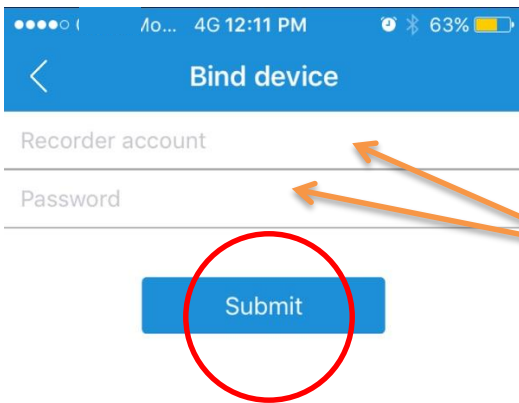 4G 12:11 PM 63%
Bind device
Recorder account
Password
Submit